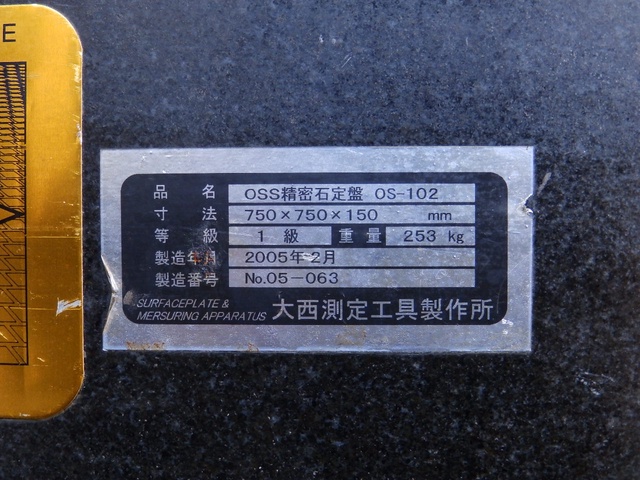 E
品名 OSS精密石定盤 OS-102
寸法 750×750×150 mm
等級 1級 重量 253 kg
製造年月 2005年2月
製造番号 No.05-063
SURFACEPLATE &
MERSURING APPARATUS 大西測定工具製作所